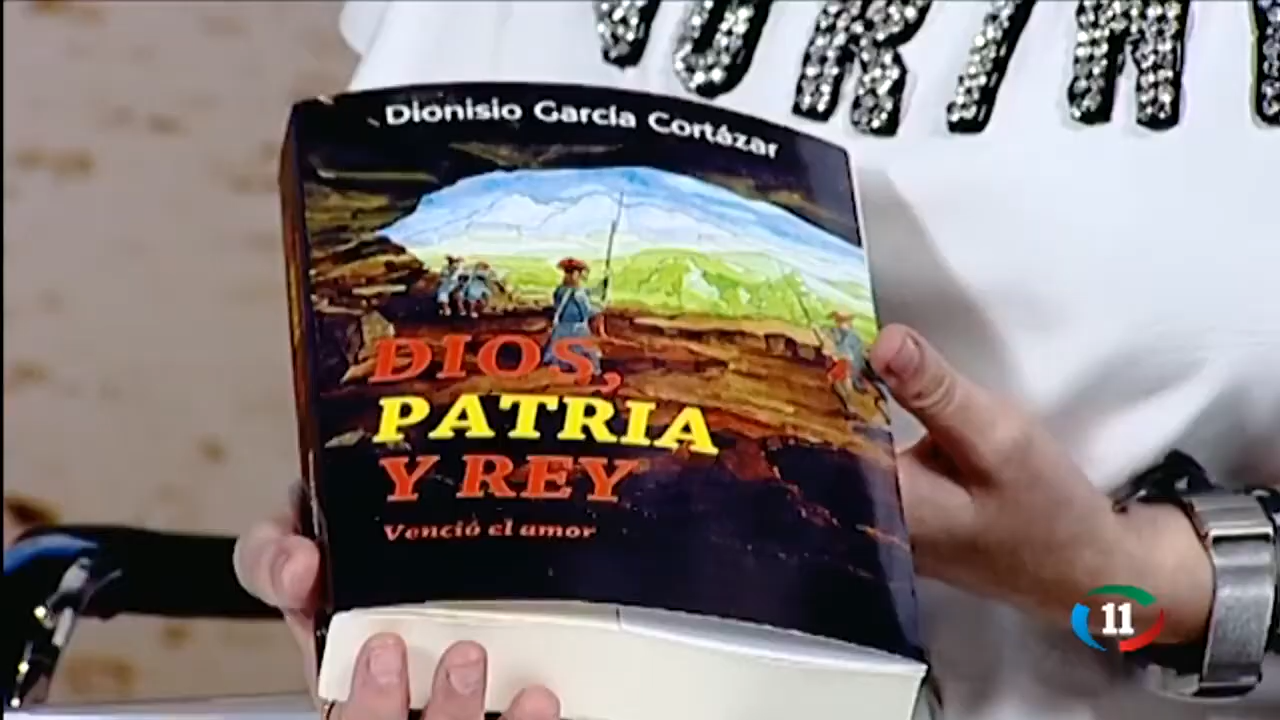 Dionisio García Cortázar
DIOS,
PATRIA
Y REY
Venció el amor
11